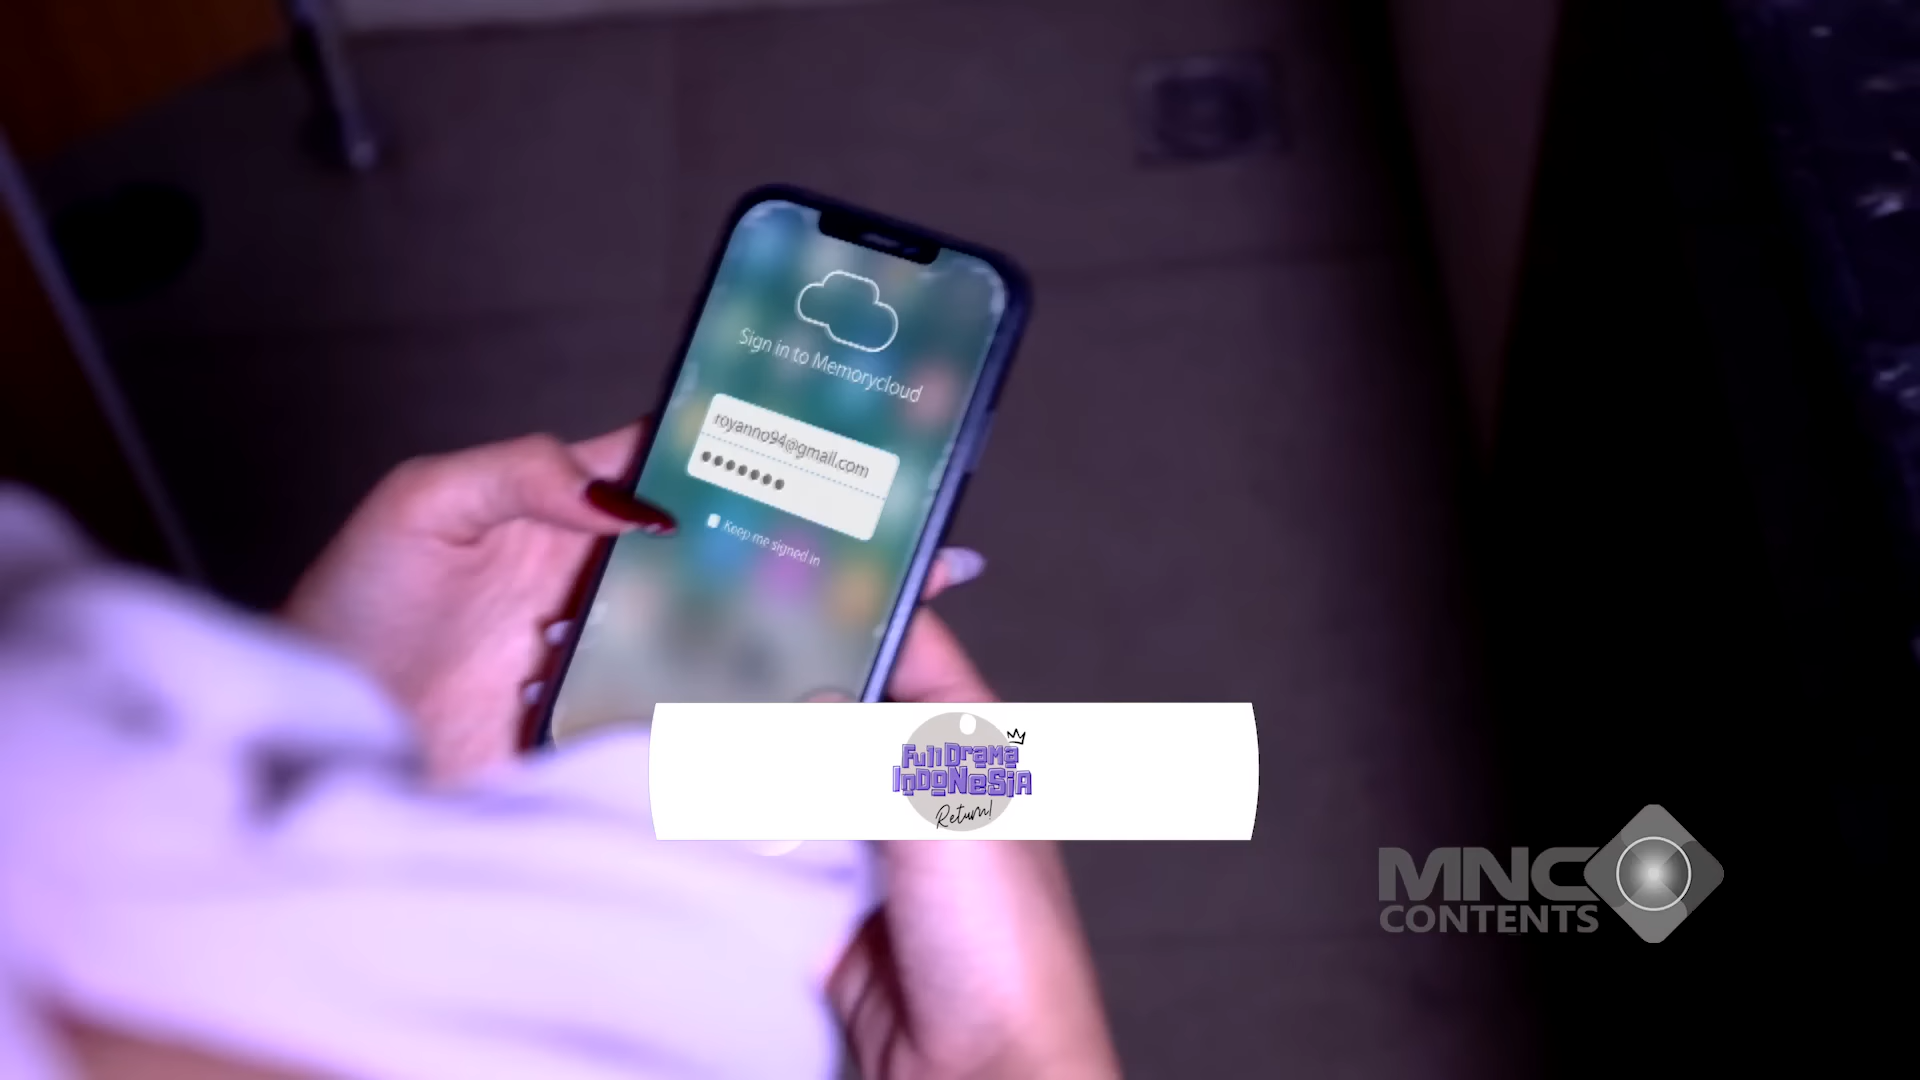 Sign in to Memorycloud
royanno94@gmail.com
Keep me signed in
Full Drama
Indonesia
Return!
MNC
CONTENTS